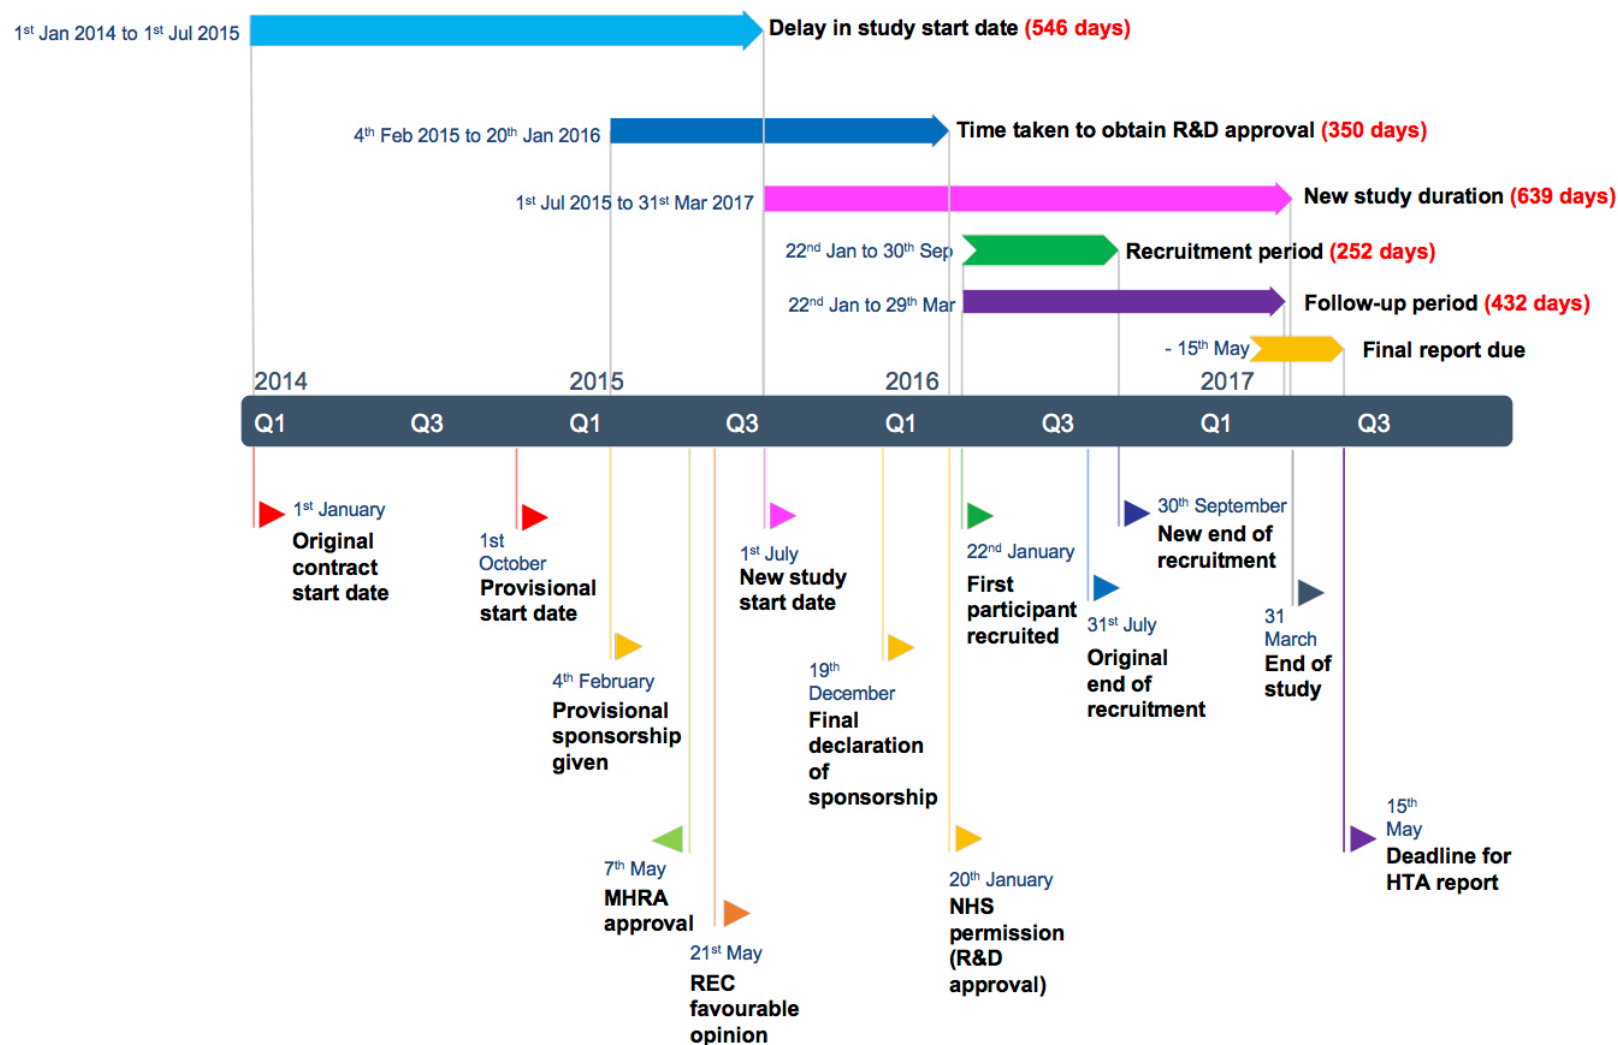 1st Jan 2014 to 1st Jul 2015
Delay in study start date (546 days)
4th Feb 2015 to 20th Jan 2016
Time taken to obtain R&D approval (350 days)
1st Jul 2015 to 31st Mar 2017
New study duration (639 days)
22nd Jan to 30th Sep
Recruitment period (252 days)
22nd Jan to 29th Mar
Follow-up period (432 days)
- 15th May
Final report due
2014
2015
2016
2017
Q1
Q3
Q1
Q3
Q1
Q3
Q1
Q3
1st January
Original
contract
start date
1st
October
Provisional
start date
4th February
Provisional
sponsorship
given
7th May
MHRA
approval
21st May
REC
favourable
opinion
1st July
New study
start date
19th
December
Final
declaration
of
sponsorship
20th January
NHS
permission
(R&D
approval)
22nd January
First
participant
recruited
31st July
Original
end of
recruitment
30th September
New end of
recruitment
31
March
End of
study
15th
May
Deadline for
HTA report